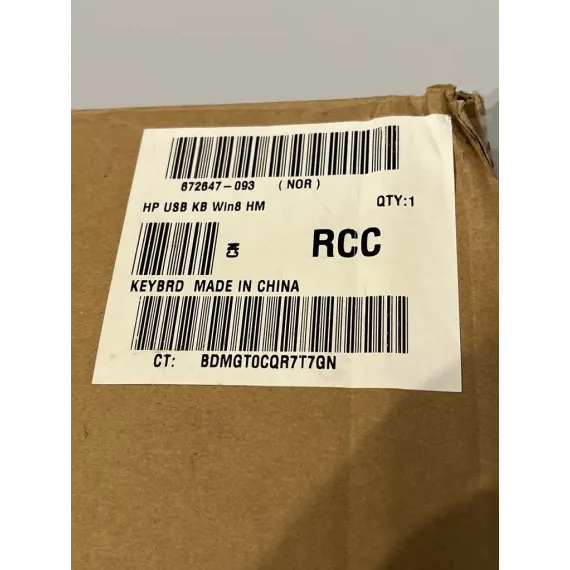 672647-093 (NOR)
HP USB KB Win8 HM QTY:1
RCC
KEYBRD MADE IN CHINA
CT: BDMGT0CQR7T7GN